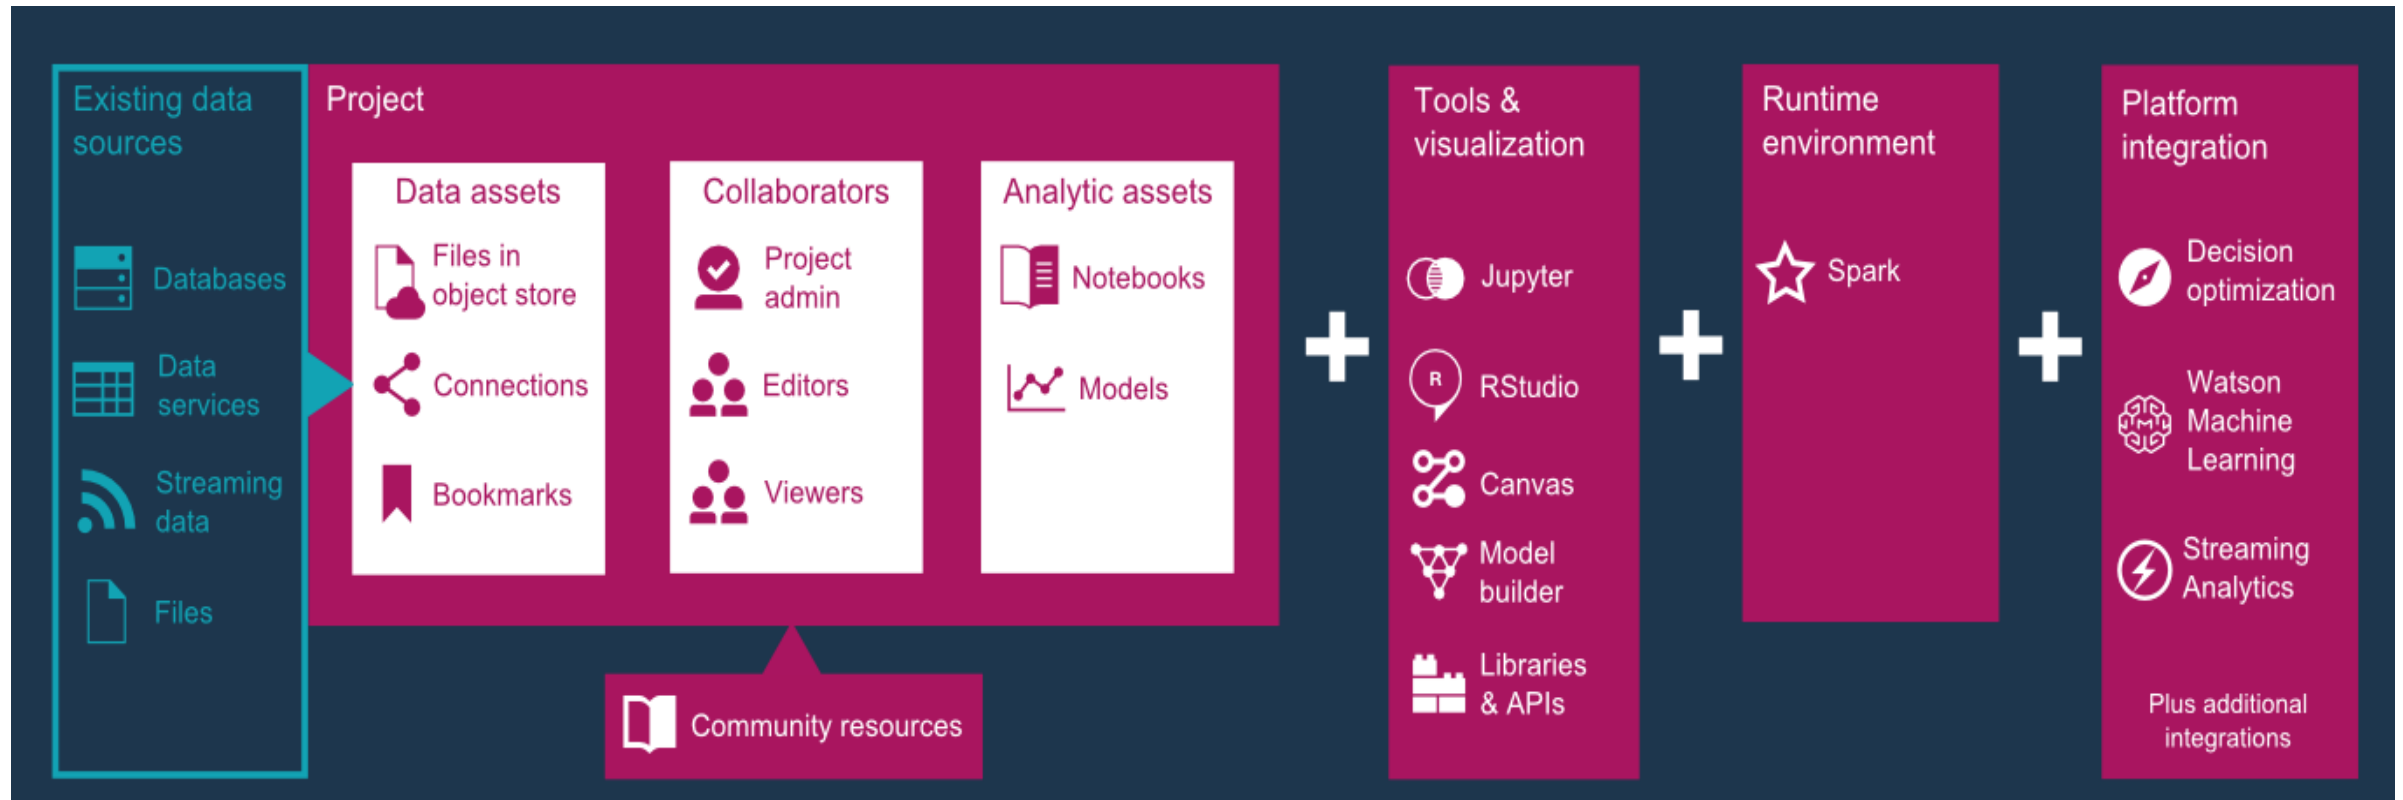 Existing data
sources
Databases
Data
services
Streaming
data
Files
Project
Data assets
Files in
object store
Connections
Bookmarks
Collaborators
Project
admin
Editors
Viewers
Analytic assets
Notebooks
Models
Community resources
Tools &
visualization
Jupyter
R
RStudio
Canvas
Model
builder
Libraries
& APIs
Runtime
environment
Spark
Platform
integration
Decision
optimization
Watson
Machine
Learning
Streaming
Analytics
Plus additional
integrations